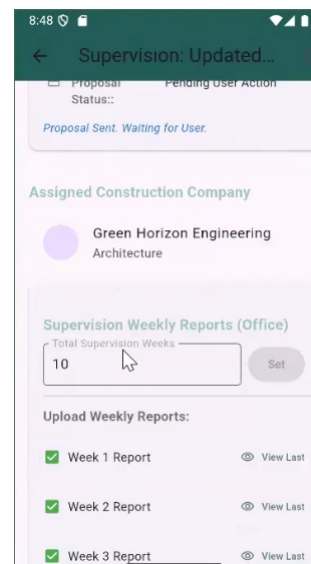 8:48
Supervision: Updated...
Proposal Pending User Action
Status::
Proposal Sent. Waiting for User.
Assigned Construction Company
Green Horizon Engineering
Architecture
Supervision Weekly Reports (Office)
Total Supervision Weeks
10 Set
Upload Weekly Reports:
Week 1 Report View Last
Week 2 Report View Last
Week 3 Report View Last